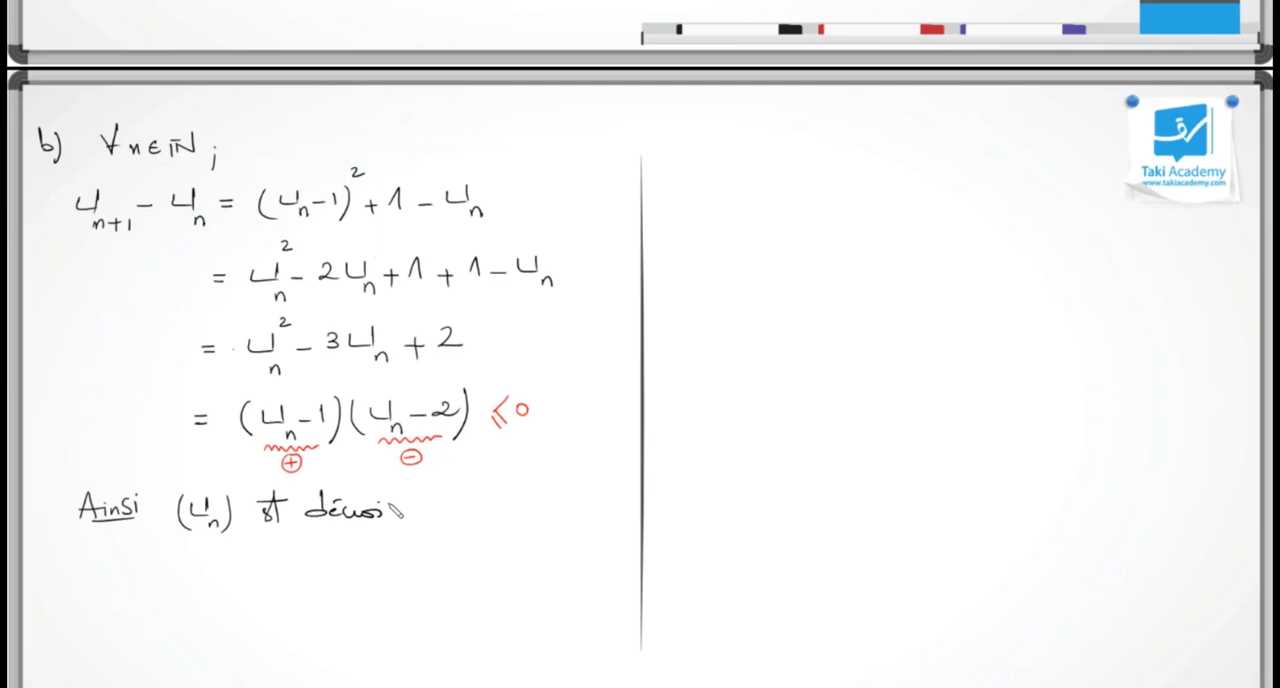 b) ∀n∈ℕ ;
Uₙ₊₁ - Uₙ = (Uₙ-1)² + 1 - Uₙ
= Uₙ² - 2Uₙ + 1 + 1 - Uₙ
= Uₙ² - 3Uₙ + 2
= (Uₙ-1)(Uₙ-2) ≤ 0
⊕ ⊖
Ainsi (Uₙ) est décroi
تقي
Taki Academy
www.takiacademy.com